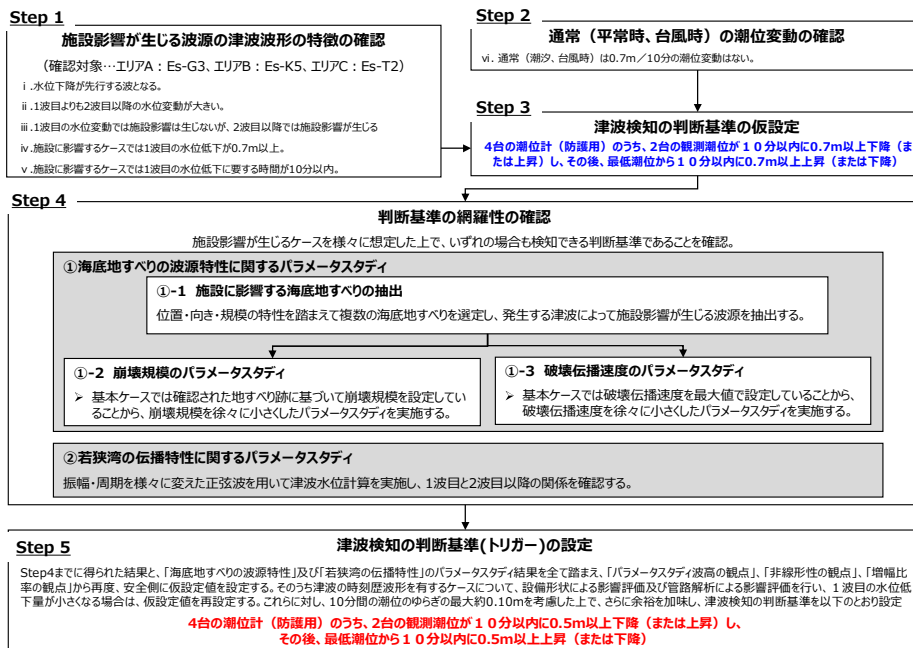 Step 1
施設影響が生じる波源の津波波形の特徴の確認
（確認対象…エリアA：Es-G3、エリアB：Es-K5、エリアC：Es-T2）
ⅰ.水位下降が先行する波となる。
ⅱ.1波目よりも2波目以降の水位変動が大きい。
ⅲ.1波目の水位変動では施設影響は生じないが、2波目以降では施設影響が生じる
ⅳ.施設に影響するケースでは1波目の水位低下が0.7m以上。
ⅴ.施設に影響するケースでは1波目の水位低下に要する時間が10分以内。
Step 2
通常（平常時、台風時）の潮位変動の確認
ⅵ. 通常（潮汐、台風時）は0.7m／10分の潮位変動はない。
Step 3
津波検知の判断基準の仮設定
4台の潮位計（防護用）のうち、2台の観測潮位が１０分以内に0.7m以上下降（ま
たは上昇）し、その後、最低潮位から１０分以内に0.7m以上上昇（または下降）
Step 4
判断基準の網羅性の確認
施設影響が生じるケースを様々に想定した上で、いずれの場合も検知できる判断基準であることを確認。
①海底地すべりの波源特性に関するパラメータスタディ
①-1 施設に影響する海底地すべりの抽出
位置・向き・規模の特性を踏まえて複数の海底地すべりを選定し、発生する津波によって施設影響が生じる波源を抽出する。
①-2 崩壊規模のパラメータスタディ
➢ 基本ケースでは確認された地すべり跡に基づいて崩壊規模を設定してい
ることから、崩壊規模を徐々に小さくしたパラメータスタディを実施する。
①-3 破壊伝播速度のパラメータスタディ
➢ 基本ケースでは破壊伝播速度を最大値で設定していることから、
破壊伝播速度を徐々に小さくしたパラメータスタディを実施する。
②若狭湾の伝播特性に関するパラメータスタディ
振幅・周期を様々に変えた正弦波を用いて津波水位計算を実施し、1波目と2波目以降の関係を確認する。
Step 5
津波検知の判断基準(トリガー)の設定
Step4までに得られた結果と、「海底地すべりの波源特性」及び「若狭湾の伝播特性」のパラメータスタディ結果を全て踏まえ、「パラメータスタディ波高の観点」、「非線形性の観点」、「増幅比
率の観点」から再度、安全側に仮設定値を設定する。そのうち津波の時刻歴波形を有するケースについて、設備形状による影響評価及び管路解析による影響評価を行い、１波目の水位低
下量が小さくなる場合は、仮設定値を再設定する。これらに対し、10分間の潮位のゆらぎの最大約0.10mを考慮した上で、さらに余裕を加味し、津波検知の判断基準を以下のとおり設定
4台の潮位計（防護用）のうち、2台の観測潮位が１０分以内に0.5m以上下降（または上昇）し、
その後、最低潮位から１０分以内に0.5m以上上昇（または下降）